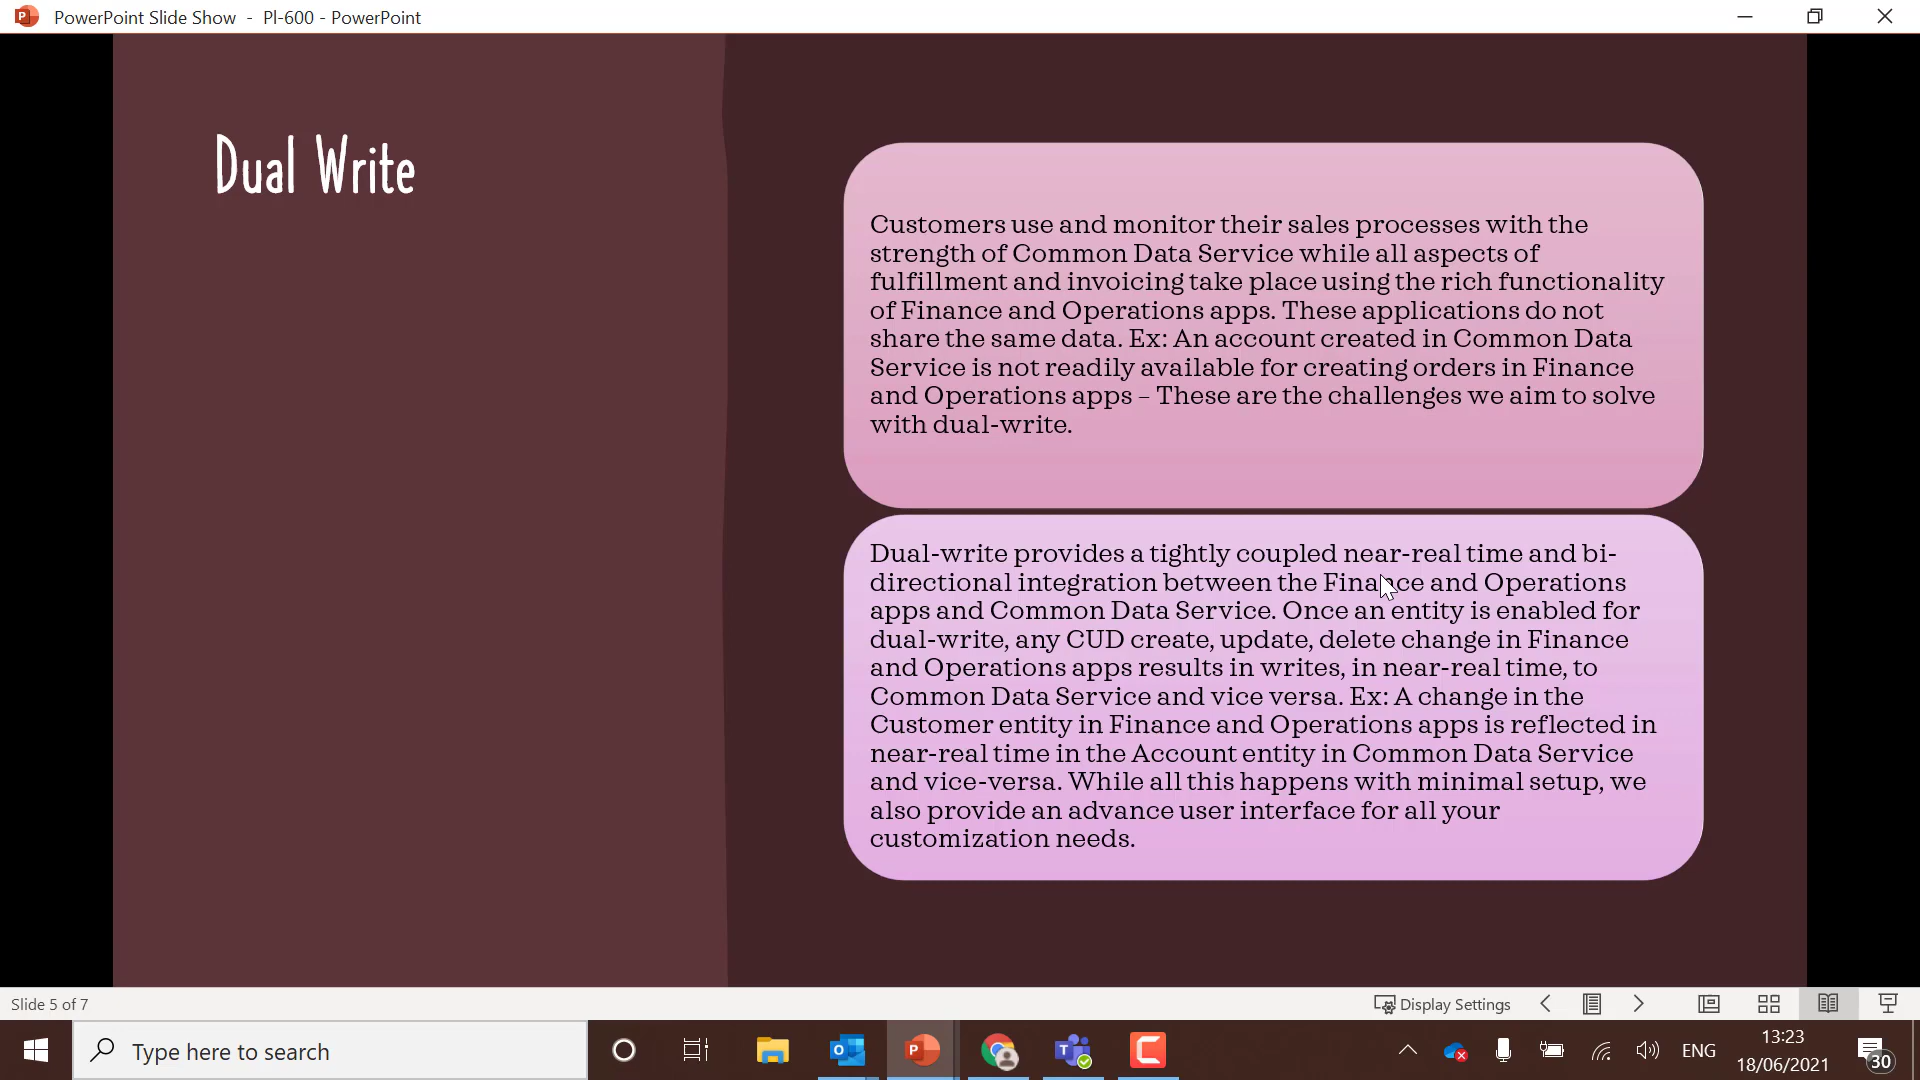 PowerPoint Slide Show - Pl-600 - PowerPoint
Dual Write
Customers use and monitor their sales processes with the
strength of Common Data Service while all aspects of
fulfillment and invoicing take place using the rich functionality
of Finance and Operations apps. These applications do not
share the same data. Ex: An account created in Common Data
Service is not readily available for creating orders in Finance
and Operations apps – These are the challenges we aim to solve
with dual-write.
Dual-write provides a tightly coupled near-real time and bi-
directional integration between the Finance and Operations
apps and Common Data Service. Once an entity is enabled for
dual-write, any CUD create, update, delete change in Finance
and Operations apps results in writes, in near-real time, to
Common Data Service and vice versa. Ex: A change in the
Customer entity in Finance and Operations apps is reflected in
near-real time in the Account entity in Common Data Service
and vice-versa. While all this happens with minimal setup, we
also provide an advance user interface for all your
customization needs.
Slide 5 of 7
Display Settings
Type here to search
ENG
13:23
18/06/2021
30